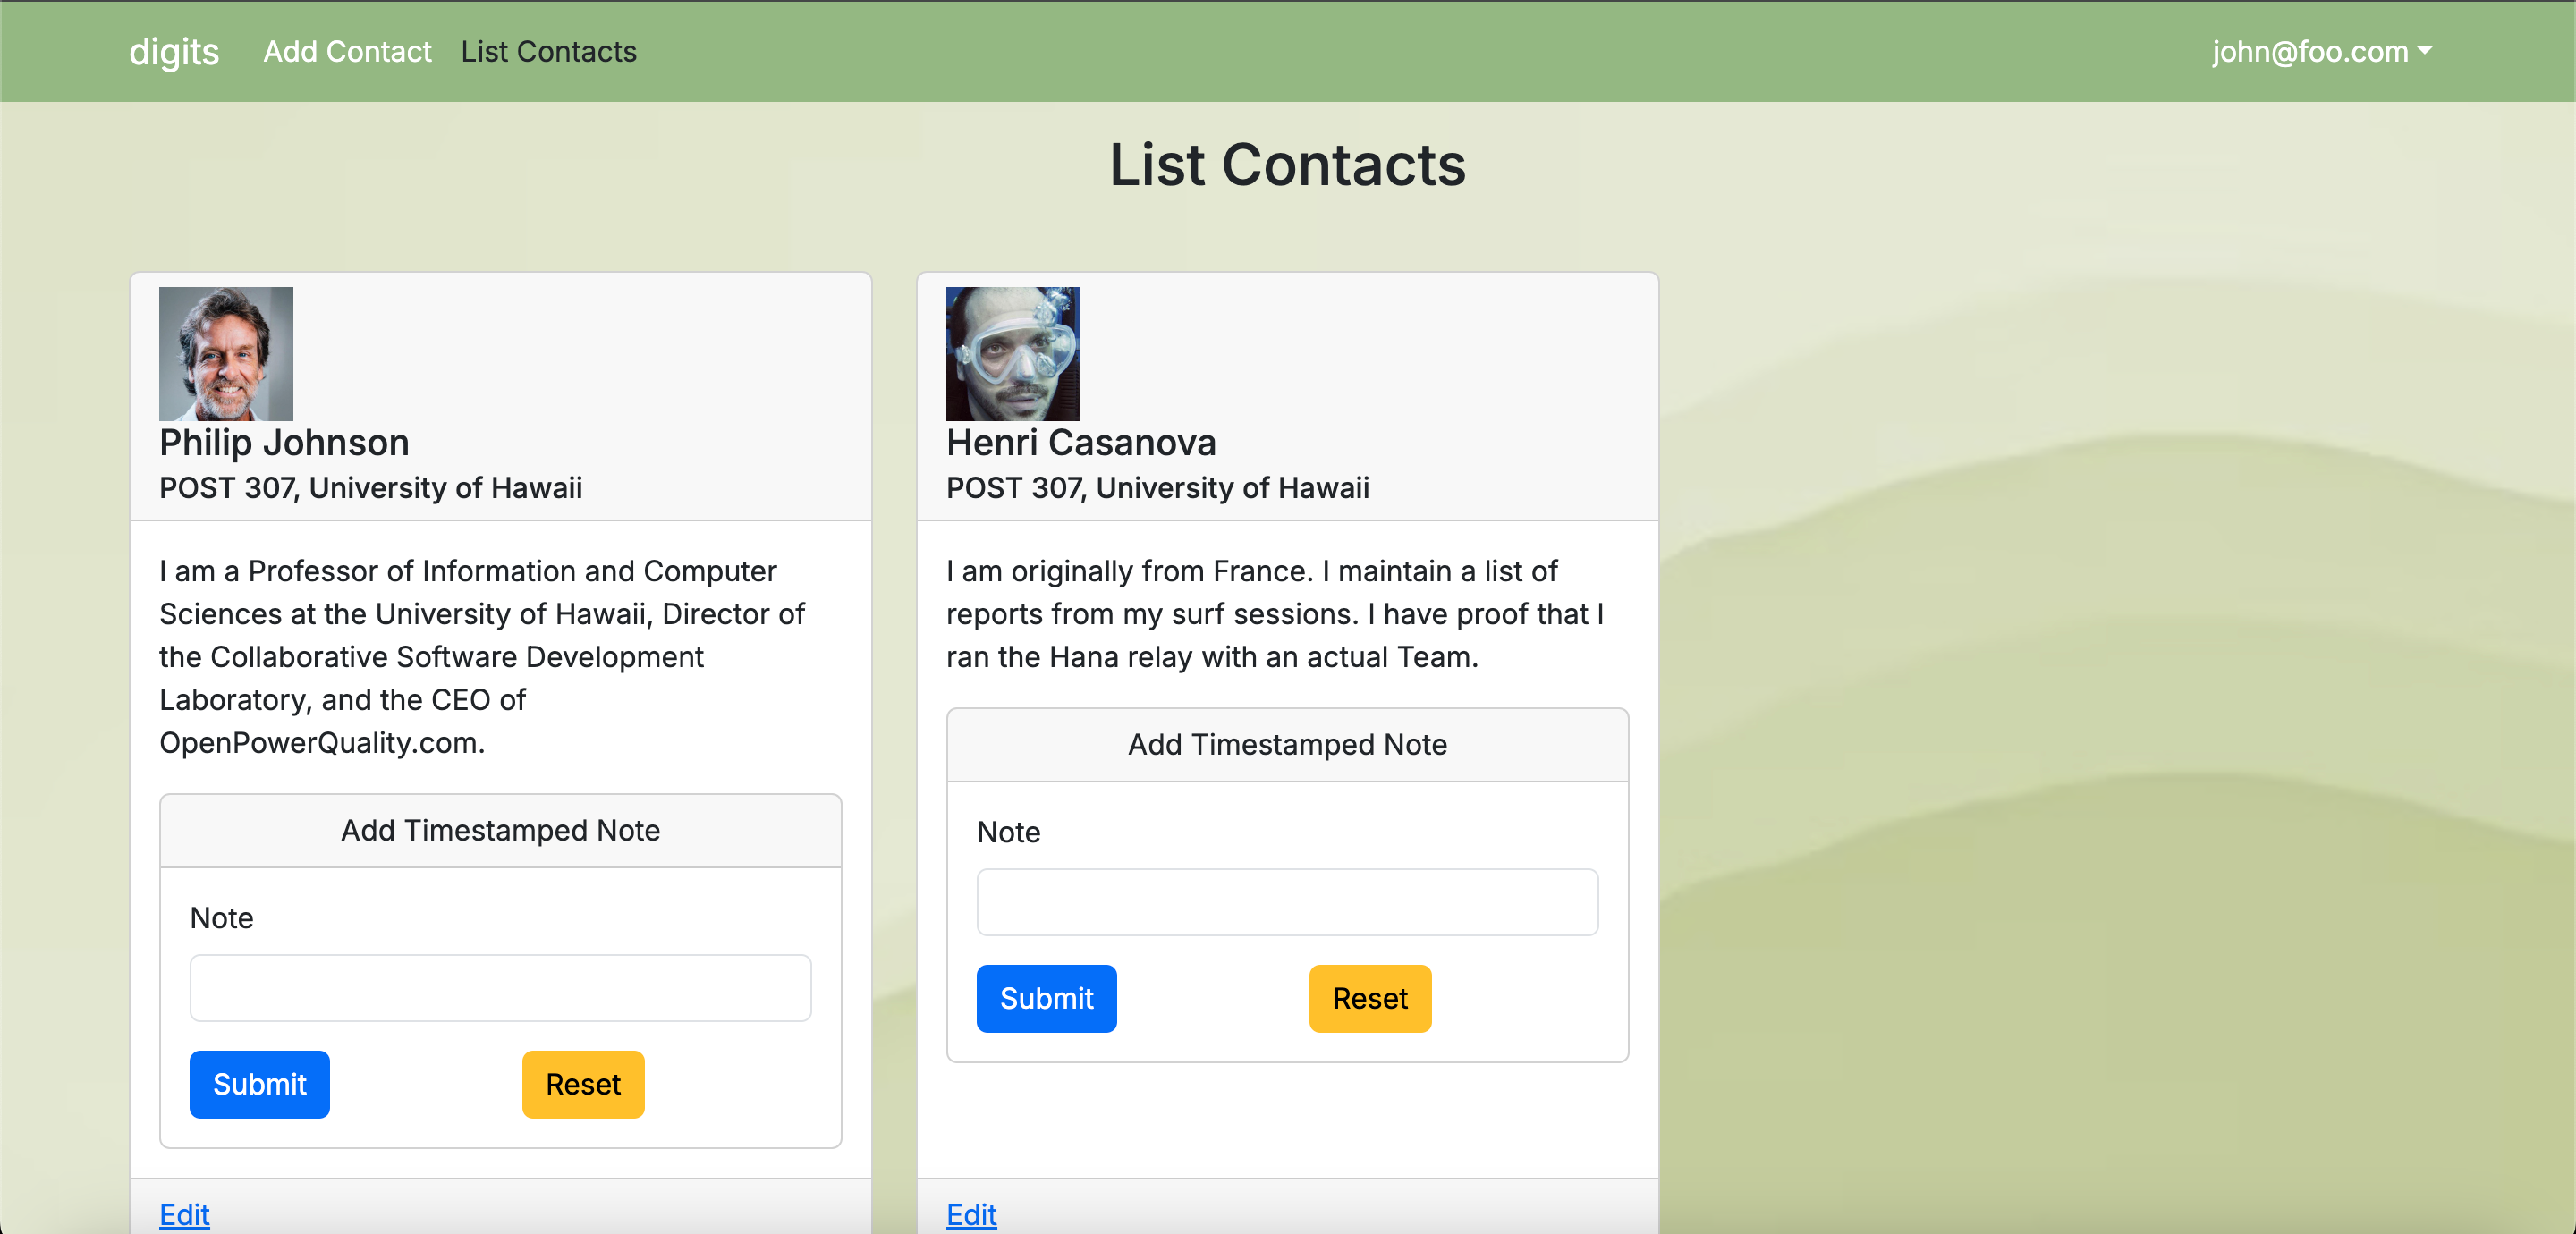 digits Add Contact List Contacts john@foo.com
List Contacts
Philip Johnson
POST 307, University of Hawaii
I am a Professor of Information and Computer
Sciences at the University of Hawaii, Director of
the Collaborative Software Development
Laboratory, and the CEO of
OpenPowerQuality.com.
Add Timestamped Note
Note
Submit Reset
Edit
Henri Casanova
POST 307, University of Hawaii
I am originally from France. I maintain a list of
reports from my surf sessions. I have proof that I
ran the Hana relay with an actual Team.
Add Timestamped Note
Note
Submit Reset
Edit